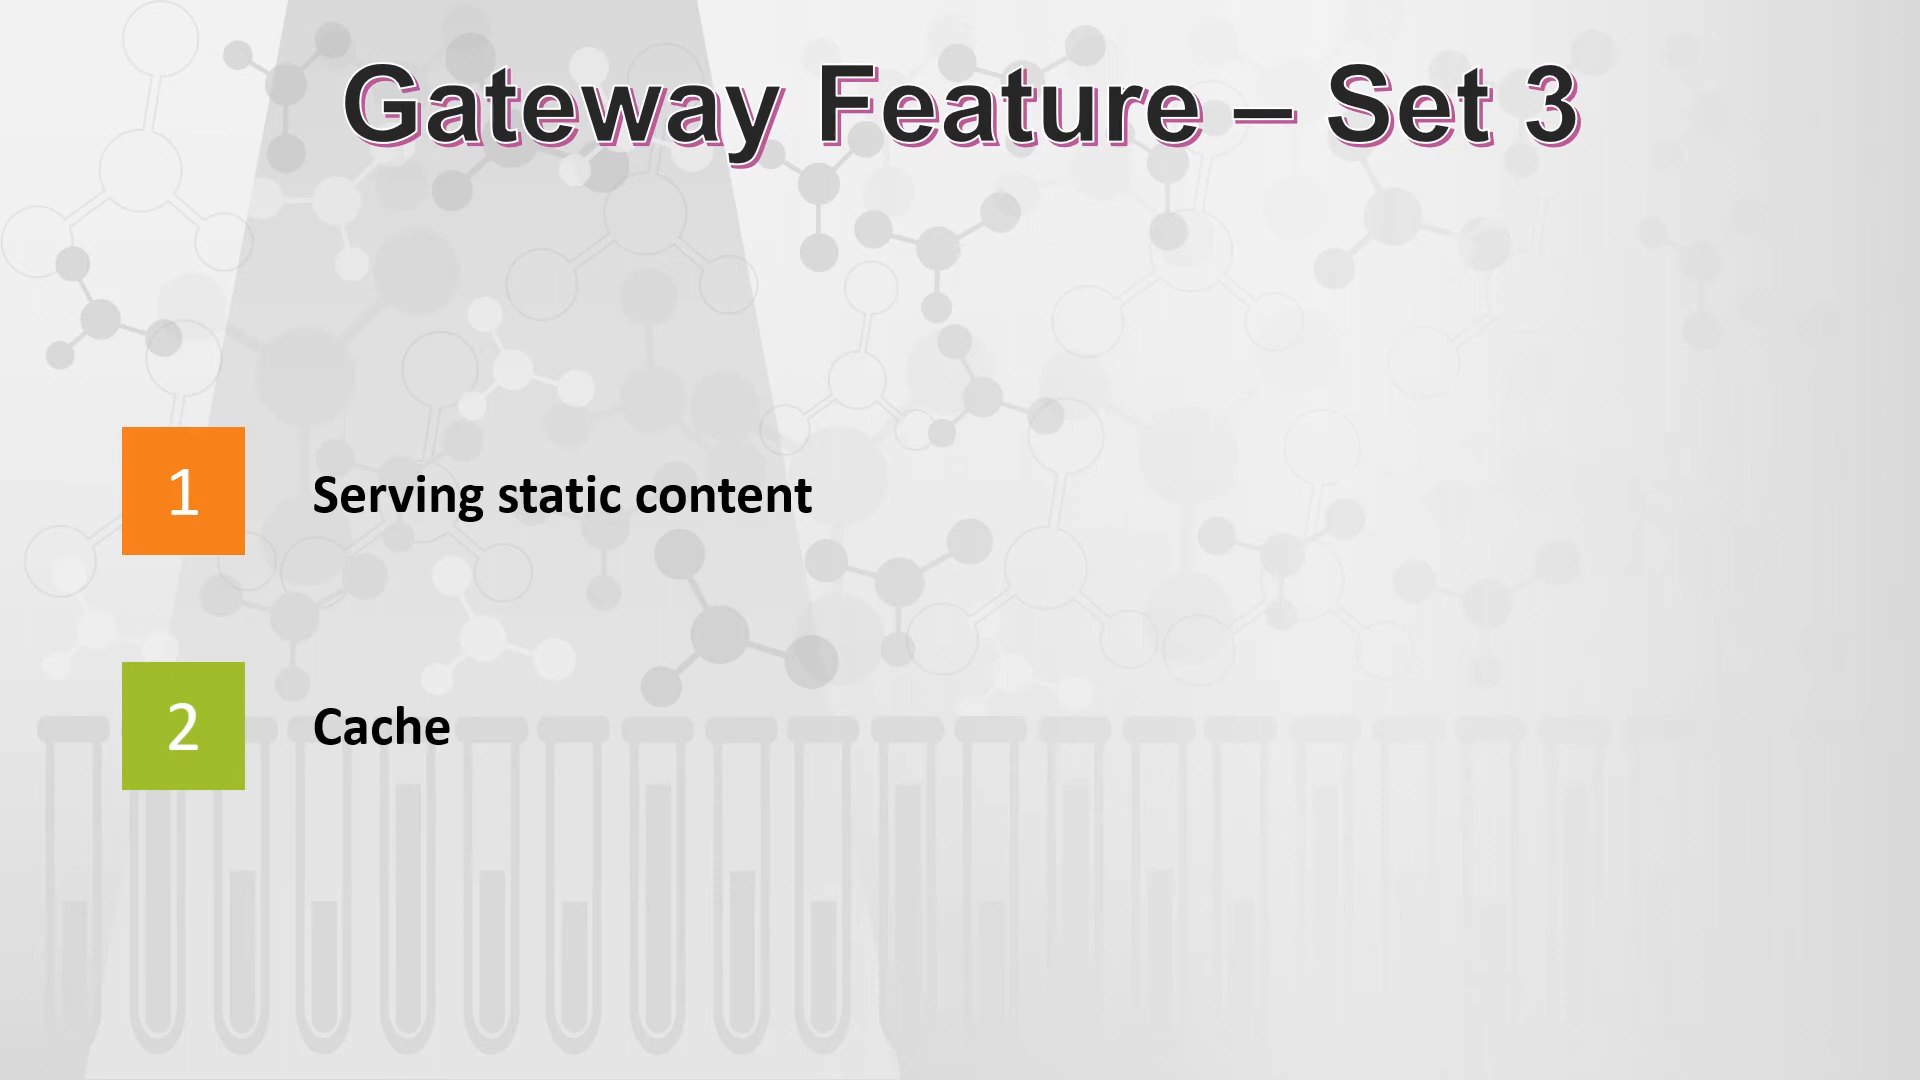 Gateway Feature – Set 3
1 Serving static content
2 Cache